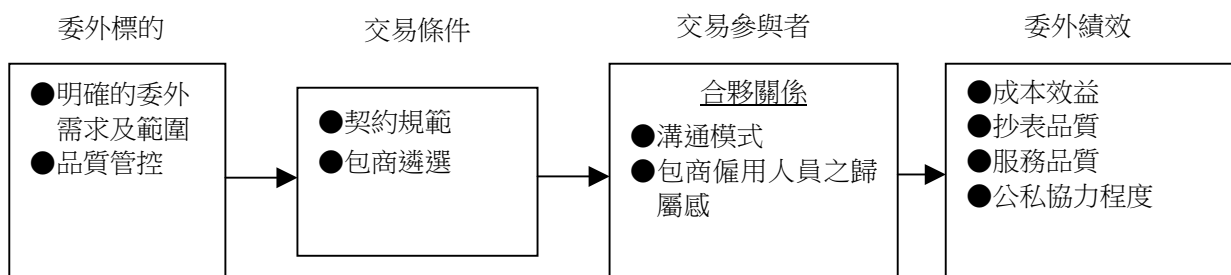 委外標的
交易條件
交易參與者
委外績效
●明確的委外
需求及範圍
●品質管控
●契約規範
●包商遴選
合夥關係
●溝通模式
●包商僱用人員之歸
屬感
●成本效益
●抄表品質
●服務品質
●公私協力程度